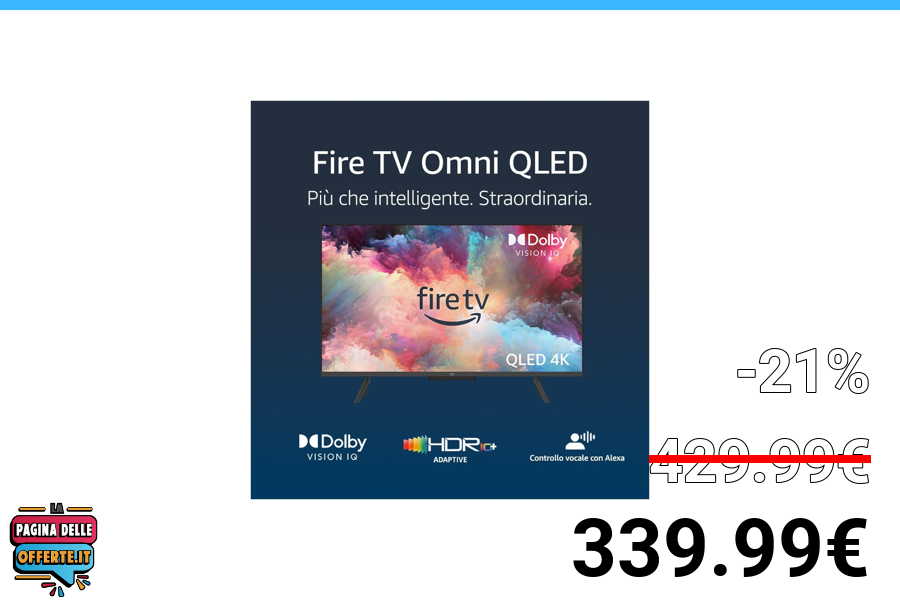 Fire TV Omni QLED
Più che intelligente. Straordinaria.
Dolby
VISION IQ
fire tv
QLED 4K
Dolby
VISION IQ
HDR10+
ADAPTIVE
Controllo vocale con Alexa
-21%
429.99€
339.99€
LA
PAGINA DELLE
OFFERTE.IT